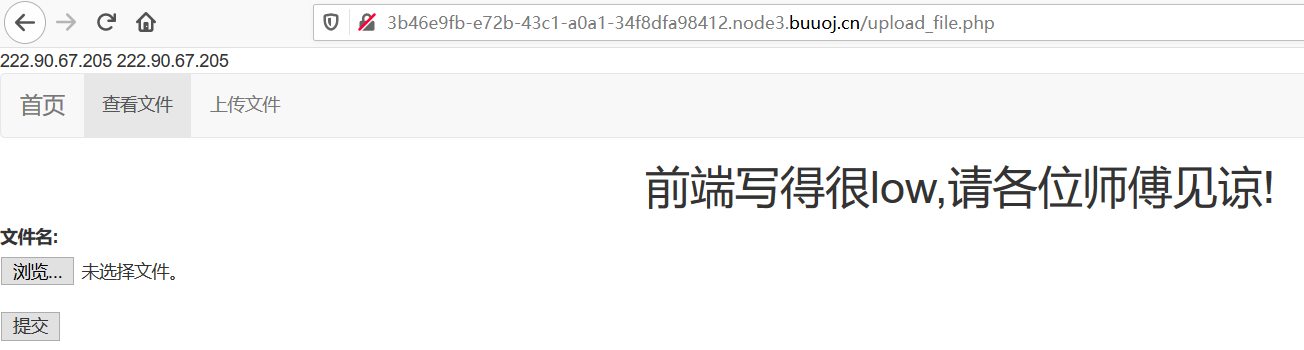 3b46e9fb-e72b-43c1-a0a1-34f8dfa98412.node3.buuoj.cn/upload_file.php
222.90.67.205 222.90.67.205
首页 查看文件 上传文件
前端写得很low,请各位师傅见谅!
文件名:
浏览... 未选择文件。
提交